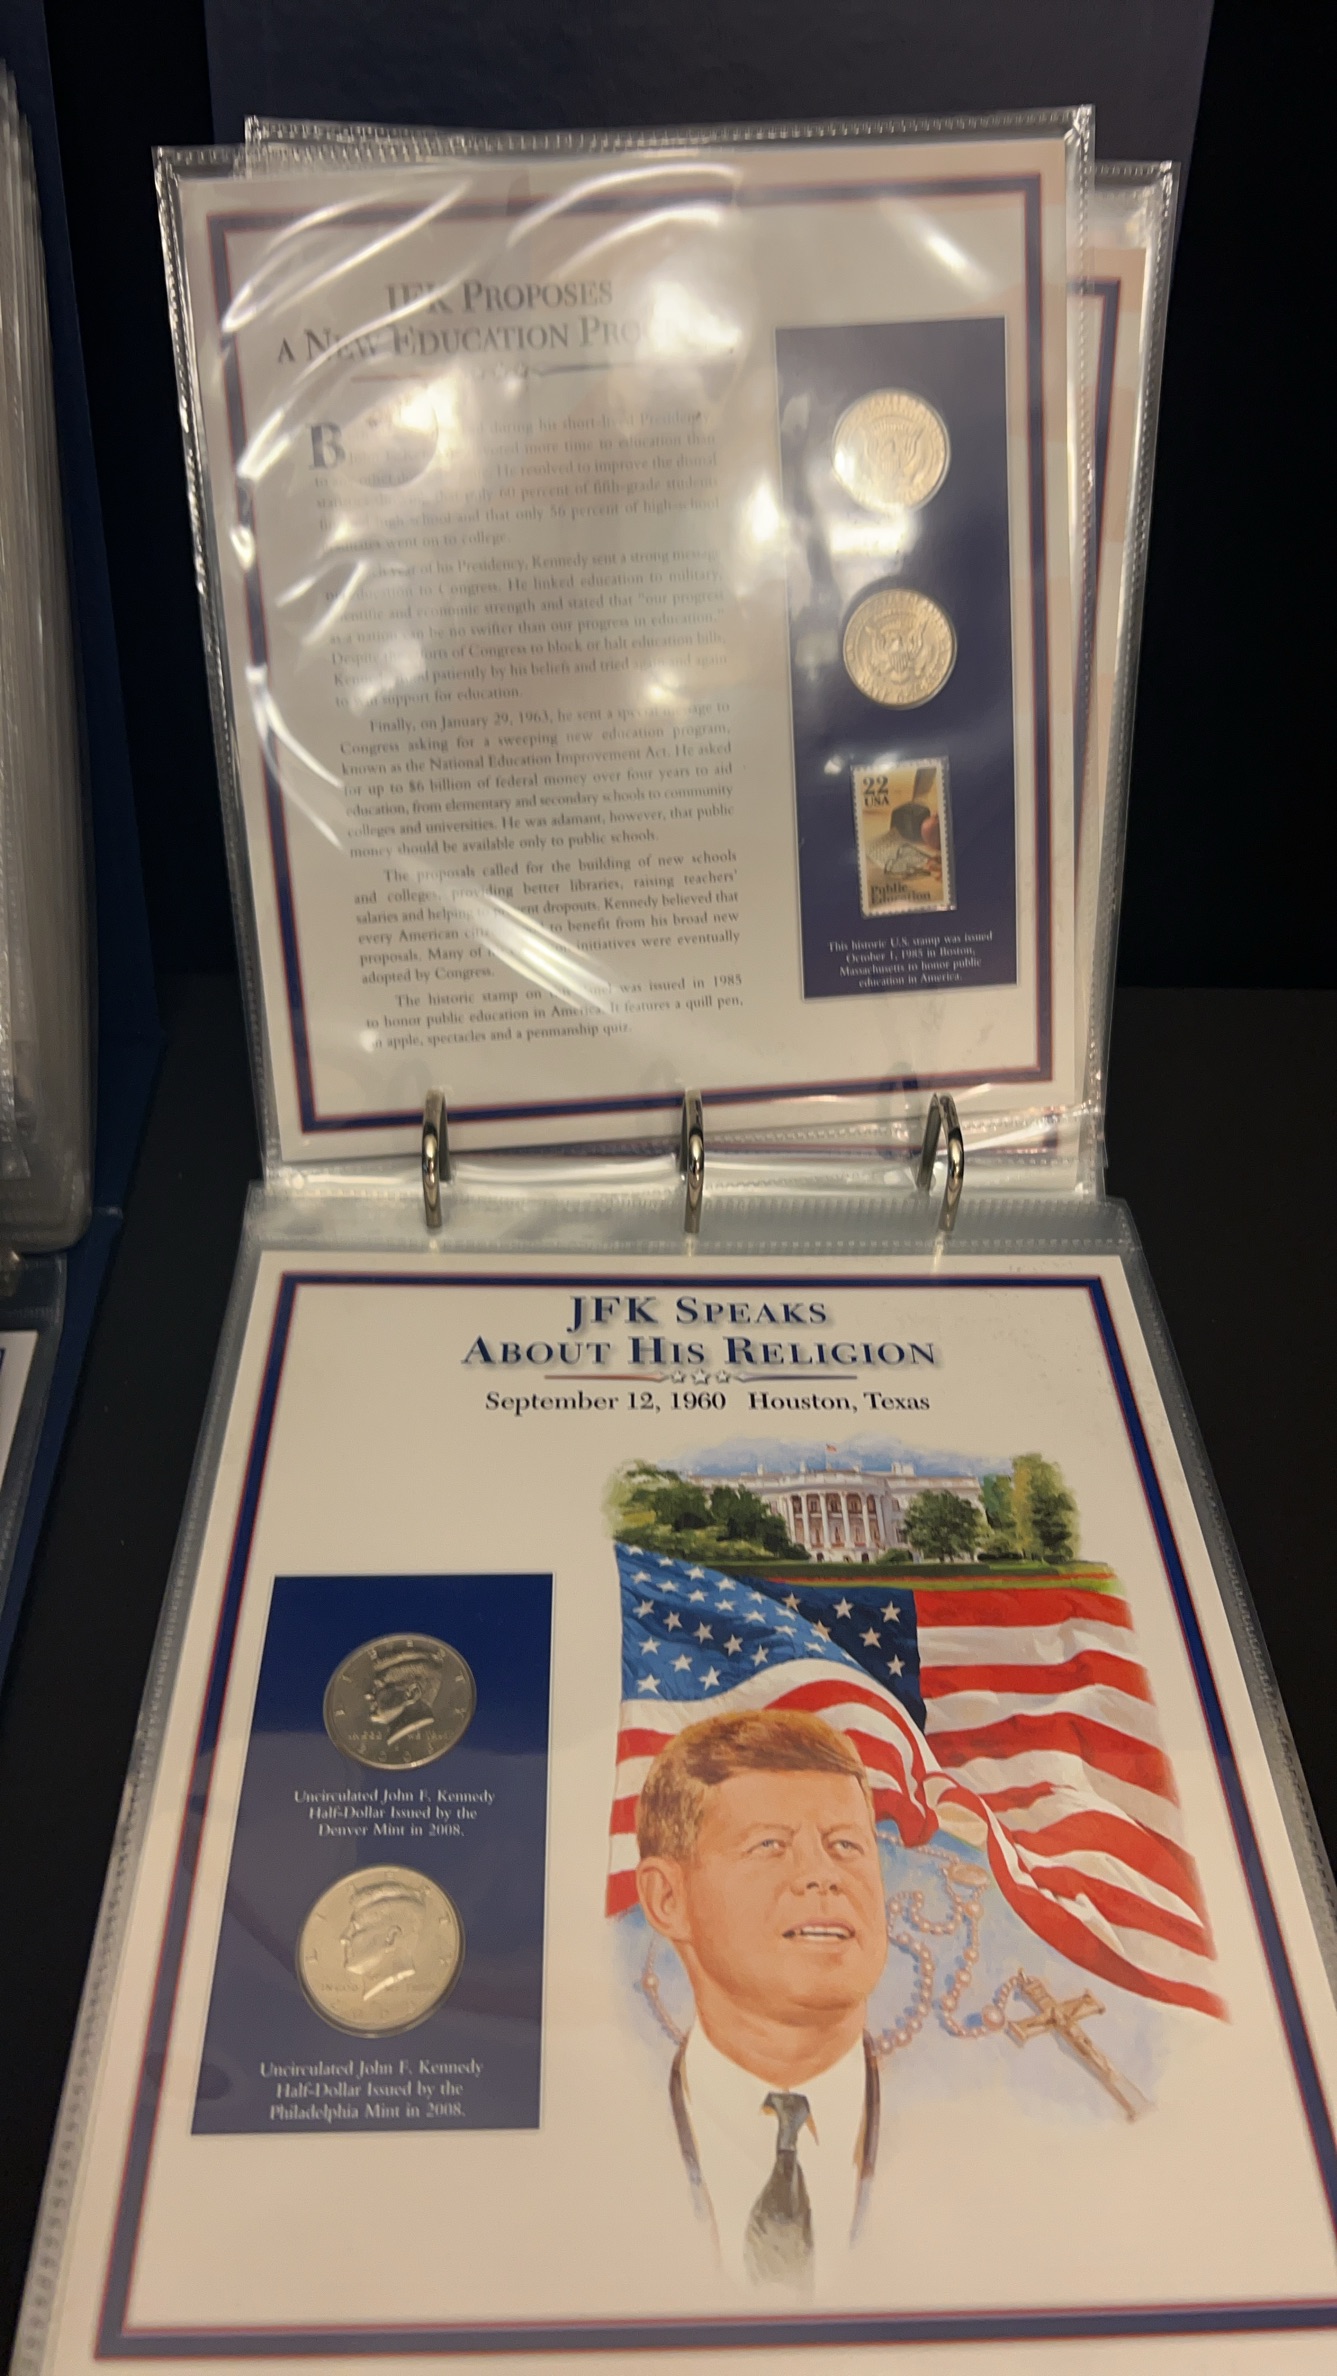 JFK PROPOSES
A NEW EDUCATION
B
during his short-lived Presidency,
more time to education than
He resolved to improve the dismal
only 60 percent of fifth-grade students
high school and that only 56 percent of high-school
went on to college.
year of his Presidency, Kennedy sent a strong message
education to Congress. He linked education to military,
and economic strength and stated that "our progress
as a nation can be no swifter than our progress in education."
Despite efforts of Congress to block or halt education bills,
patiently by his beliefs and tried again and again
to support for education.
Finally, on January 29, 1963, he sent a special message to
Congress asking for a sweeping new education program,
known as the National Education Improvement Act. He asked
for up to $6 billion of federal money over four years to aid
education, from elementary and secondary schools to community
colleges and universities. He was adamant, however, that public
money should be available only to public schools.
The proposals called for the building of new schools
and colleges, providing better libraries, raising teachers'
salaries and helping dropouts. Kennedy believed that
every American to benefit from his broad new
proposals. Many of initiatives were eventually
adopted by Congress.
The historic stamp on was issued in 1985
to honor public education in America. It features a quill pen,
an apple, spectacles and a penmanship quiz.
22
USA
Public
Education
This historic U.S. stamp was issued
October 1, 1985 in Boston,
Massachusetts to honor public
education in America.
JFK SPEAKS
ABOUT HIS RELIGION
September 12, 1960 Houston, Texas
Uncirculated John F. Kennedy
Half-Dollar Issued by the
Denver Mint in 2008.
Uncirculated John F. Kennedy
Half-Dollar Issued by the
Philadelphia Mint in 2008.